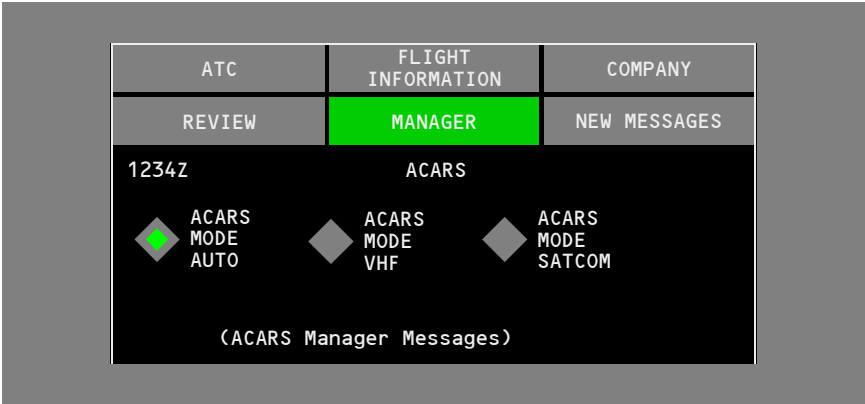 ATC
FLIGHT
INFORMATION
COMPANY
REVIEW
MANAGER
NEW MESSAGES
1234Z
ACARS
ACARS
MODE
AUTO
ACARS
MODE
VHF
ACARS
MODE
SATCOM
(ACARS Manager Messages)